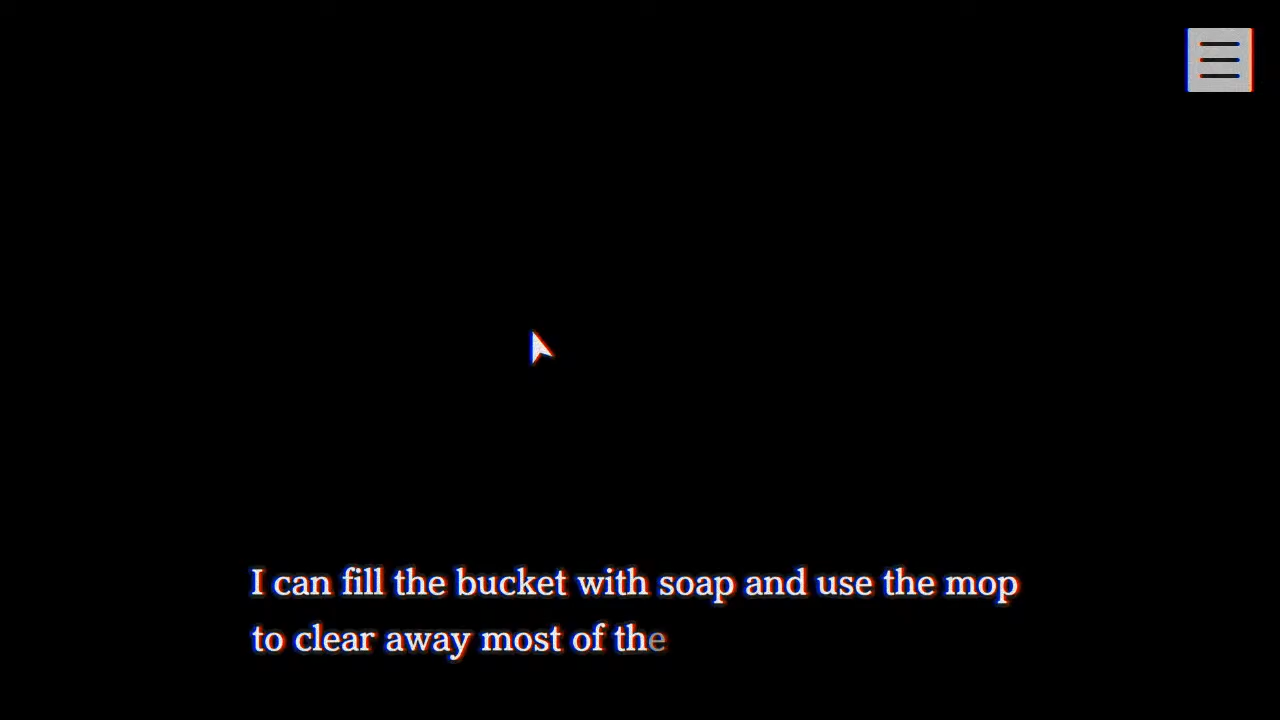 I can fill the bucket with soap and use the mop
to clear away most of the